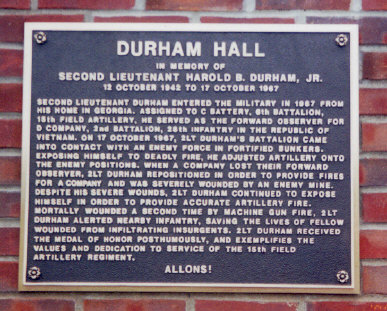 DURHAM HALL
IN MEMORY OF
SECOND LIEUTENANT HAROLD B. DURHAM, JR.
12 OCTOBER 1942 TO 17 OCTOBER 1967
SECOND LIEUTENANT DURHAM ENTERED THE MILITARY IN 1967 FROM
HIS HOME IN GEORGIA. ASSIGNED TO C BATTERY, 6th BATTALION,
15th FIELD ARTILLERY, HE SERVED AS THE FORWARD OBSERVER FOR
D COMPANY, 2nd BATTALION, 28th INFANTRY IN THE REPUBLIC OF
VIETNAM. ON 17 OCTOBER 1967, 2LT DURHAM'S BATTALION CAME
INTO CONTACT WITH AN ENEMY FORCE IN FORTIFIED BUNKERS.
EXPOSING HIMSELF TO DEADLY FIRE, HE ADJUSTED ARTILLERY ONTO
THE ENEMY POSITIONS. WHEN A COMPANY LOST THEIR FORWARD
OBSERVER, 2LT DURHAM REPOSITIONED IN ORDER TO PROVIDE FIRES
FOR A COMPANY AND WAS SEVERELY WOUNDED BY AN ENEMY MINE.
DESPITE HIS SEVERE WOUNDS, 2LT DURHAM CONTINUED TO EXPOSE
HIMSELF IN ORDER TO PROVIDE ACCURATE ARTILLERY FIRE.
MORTALLY WOUNDED A SECOND TIME BY MACHINE GUN FIRE, 2LT
DURHAM ALERTED NEARBY INFANTRY, SAVING THE LIVES OF FELLOW
WOUNDED FROM INFILTRATING INSURGENTS. 2LT DURHAM RECEIVED
THE MEDAL OF HONOR POSTHUMOUSLY, AND EXEMPLIFIES THE
VALUES AND DEDICATION TO SERVICE OF THE 15th FIELD
ARTILLERY REGIMENT.
ALLONS!